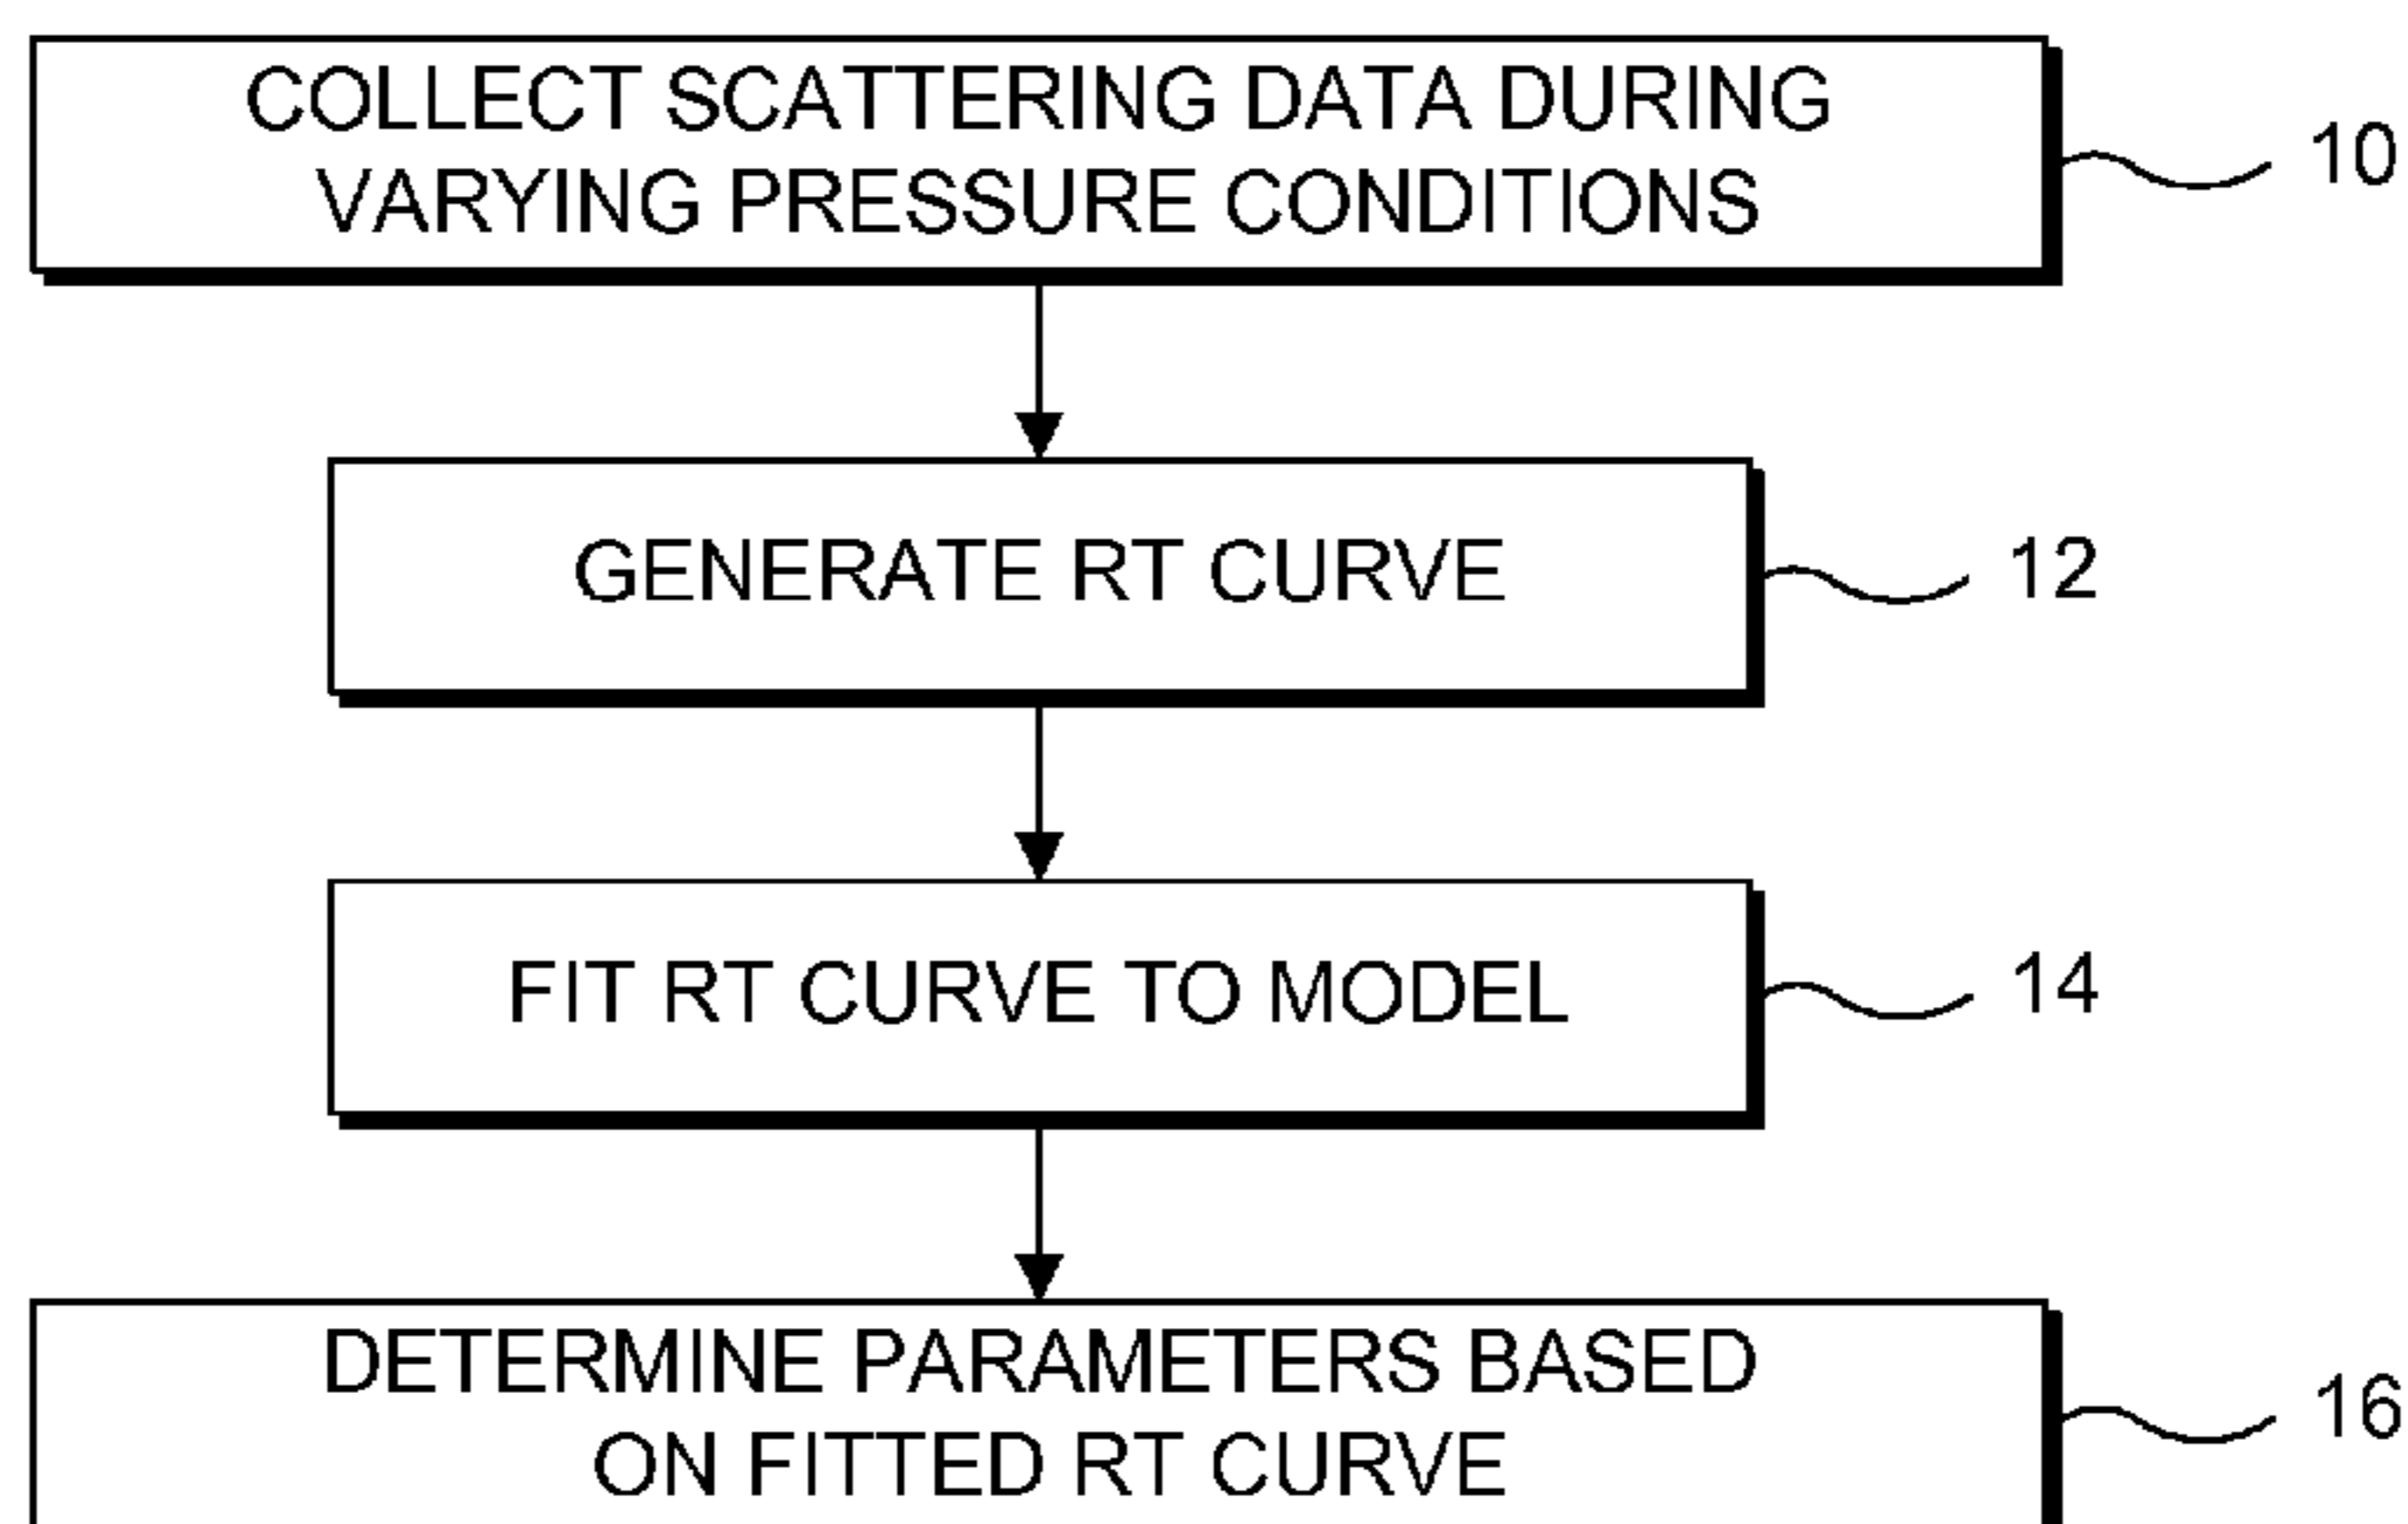 COLLECT SCATTERING DATA DURING
VARYING PRESSURE CONDITIONS
10
GENERATE RT CURVE
12
FIT RT CURVE TO MODEL
14
DETERMINE PARAMETERS BASED
ON FITTED RT CURVE
16